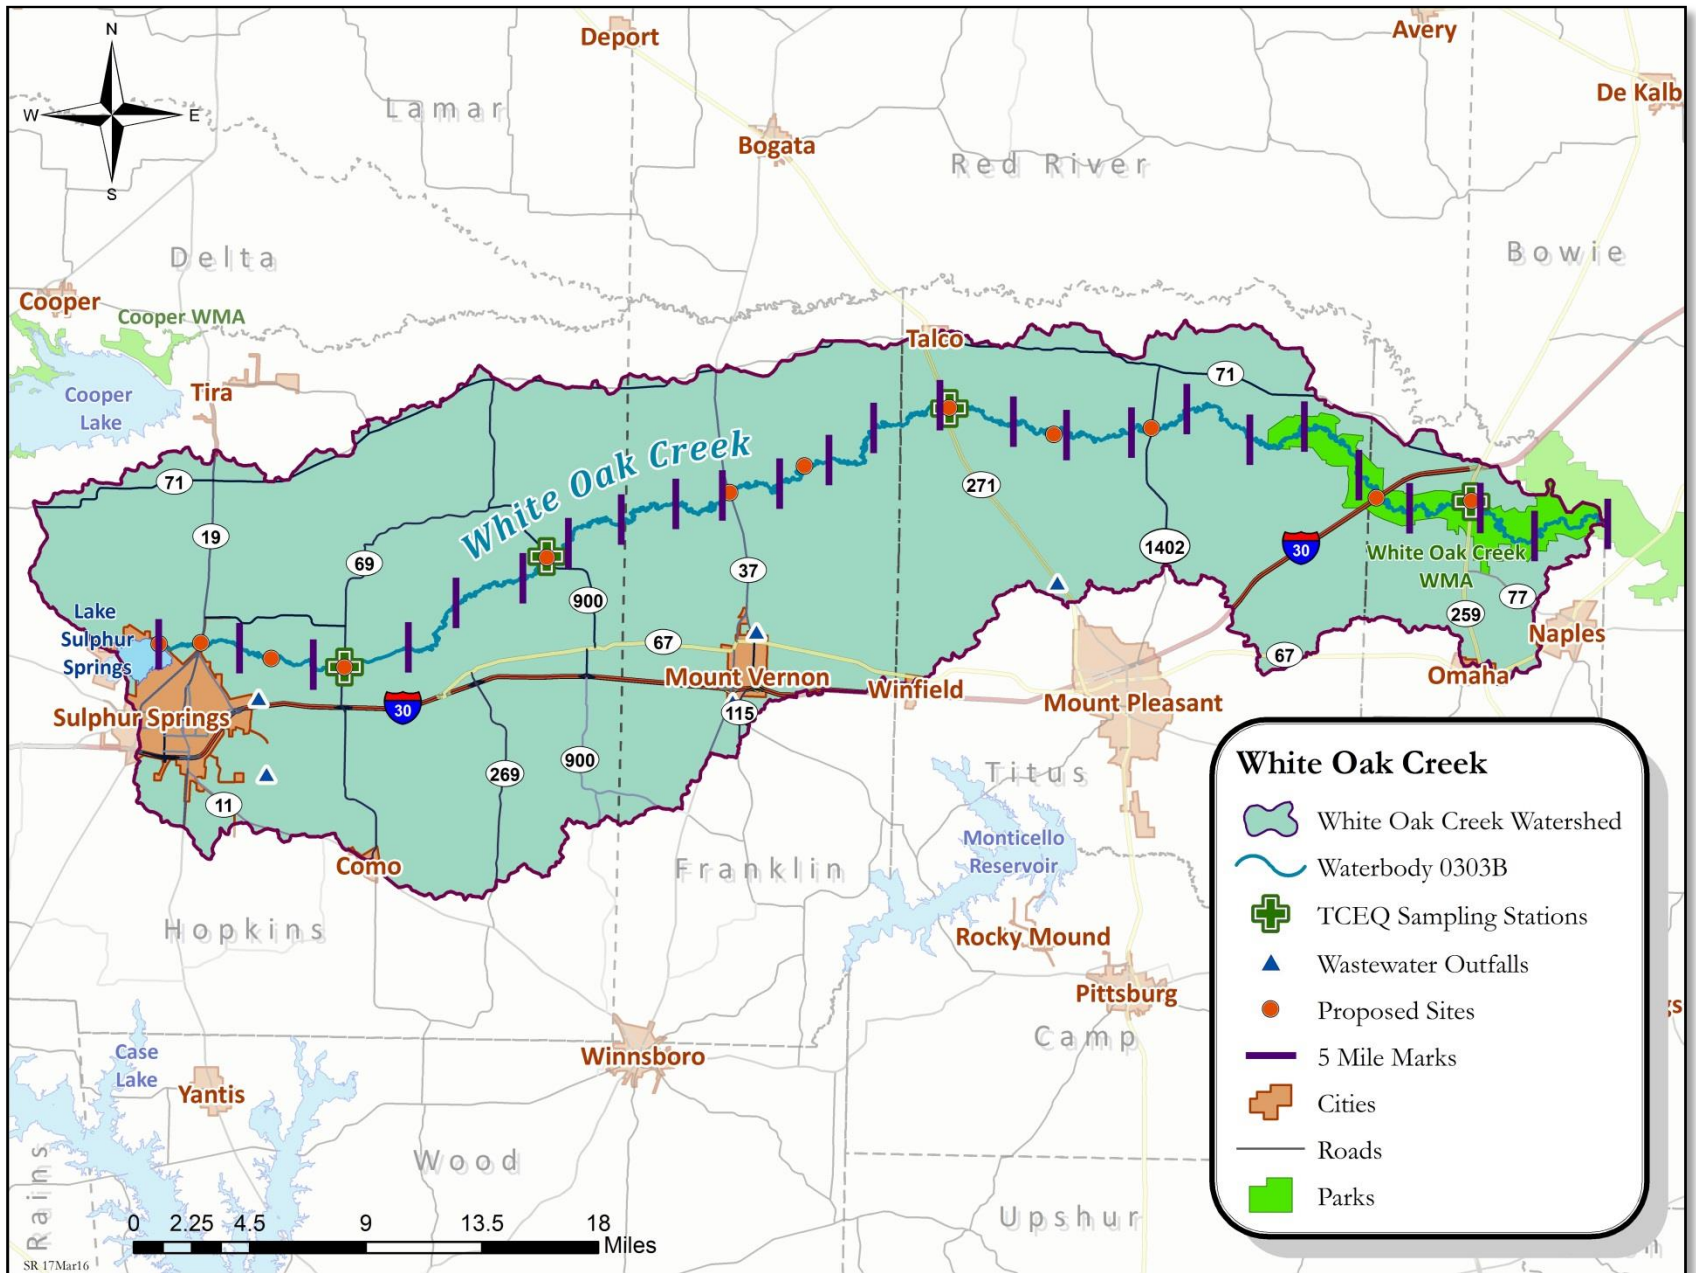 N
W
E
S
Deport
Avery
De Kalb
Lamar
Bogata
Red River
Delta
Bowie
Cooper
Cooper WMA
Cooper
Lake
Tira
Talco
71
71
19
69
White Oak Creek
271
1402
30
White Oak Creek
WMA
900
37
77
259
Lake
Sulphur
Springs
67
67
Naples
Omaha
Mount Vernon
Winfield
Mount Pleasant
Sulphur Springs
30
115
269
900
11
Titus
Como
Franklin
Monticello
Reservoir
Hopkins
Rocky Mound
Pittsburg
Camp
Case
Lake
Winnsboro
Yantis
Wood
Rains
Upshur
0 2.25 4.5 9 13.5 18
Miles
SR 17Mar16
White Oak Creek
White Oak Creek Watershed
Waterbody 0303B
TCEQ Sampling Stations
Wastewater Outfalls
Proposed Sites
5 Mile Marks
Cities
Roads
Parks